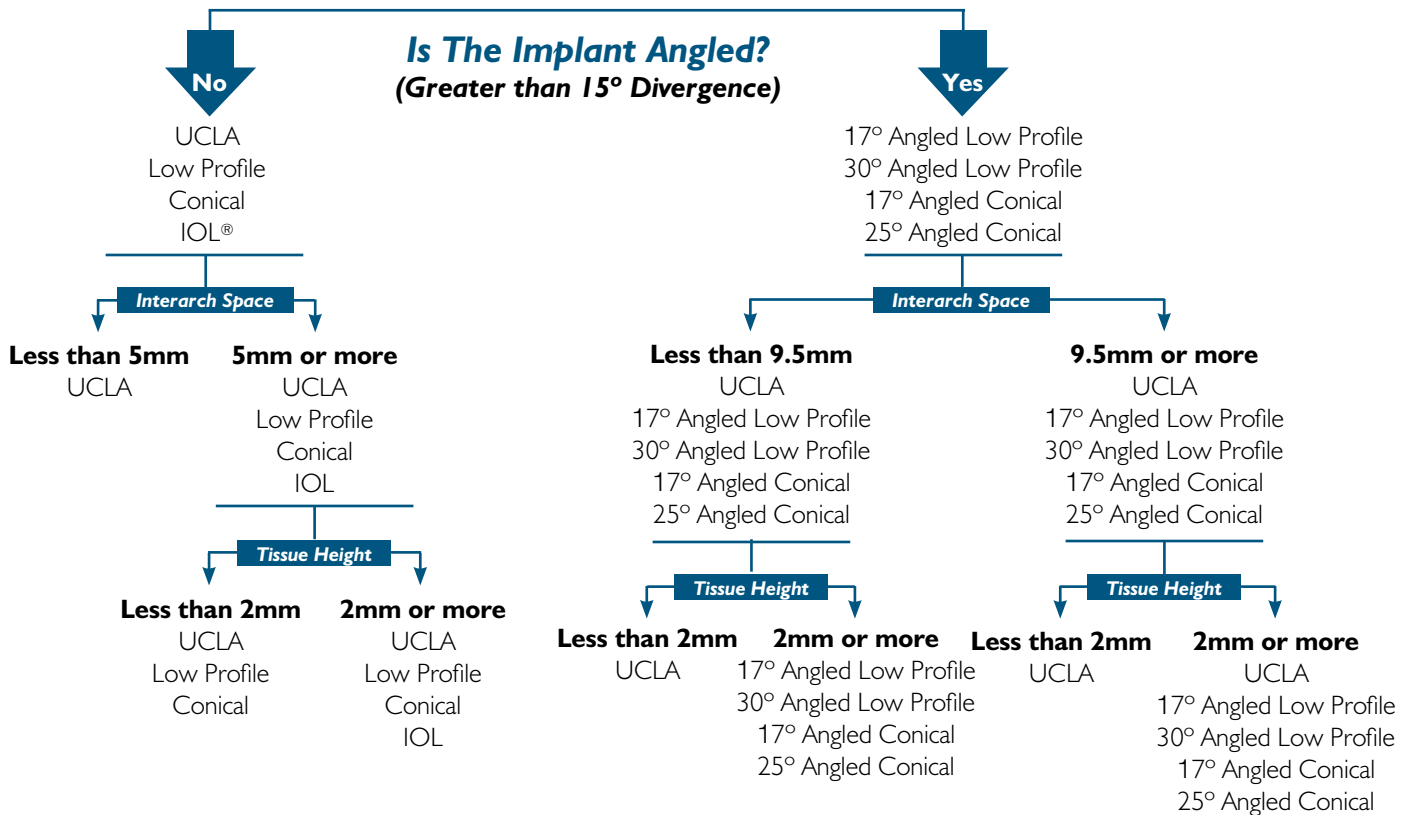 Is The Implant Angled?
(Greater than 15º Divergence)
No
UCLA
Low Profile
Conical
IOL®
Interarch Space
Less than 5mm
UCLA
5mm or more
UCLA
Low Profile
Conical
IOL
Tissue Height
Less than 2mm
UCLA
Low Profile
Conical
2mm or more
UCLA
Low Profile
Conical
IOL
Yes
17º Angled Low Profile
30º Angled Low Profile
17º Angled Conical
25º Angled Conical
Interarch Space
Less than 9.5mm
UCLA
17º Angled Low Profile
30º Angled Low Profile
17º Angled Conical
25º Angled Conical
Tissue Height
Less than 2mm
UCLA
2mm or more
17º Angled Low Profile
30º Angled Low Profile
17º Angled Conical
25º Angled Conical
9.5mm or more
UCLA
17º Angled Low Profile
30º Angled Low Profile
17º Angled Conical
25º Angled Conical
Tissue Height
Less than 2mm
UCLA
2mm or more
UCLA
17º Angled Low Profile
30º Angled Low Profile
17º Angled Conical
25º Angled Conical